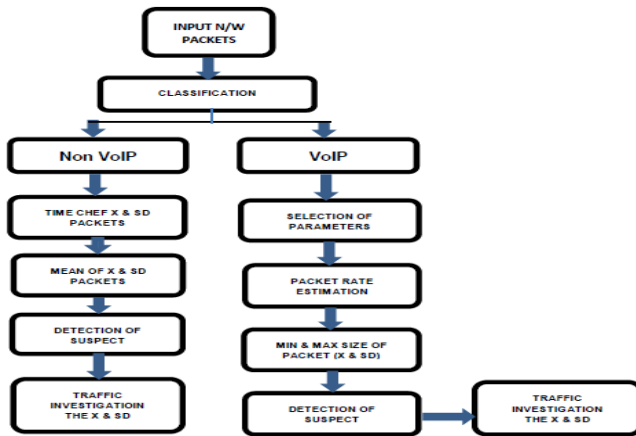 INPUT N/W
PACKETS
CLASSIFICATION
Non VoIP
TIME CHEF X & SD
PACKETS
MEAN OF X & SD
PACKETS
DETECTION OF
SUSPECT
TRAFFIC
INVESTIGATIOIN
THE X & SD
VoIP
SELECTION OF
PARAMETERS
PACKET RATE
ESTIMATION
MIN & MAX SIZE OF
PACKET (X & SD)
DETECTION OF
SUSPECT
TRAFFIC
INVESTIGATION
THE X & SD